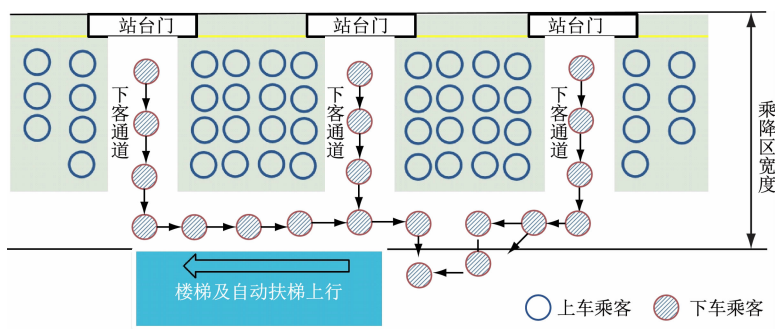 站台门
站台门
站台门
下客通道
下客通道
下客通道
乘降区宽度
楼梯及自动扶梯上行
上车乘客
下车乘客